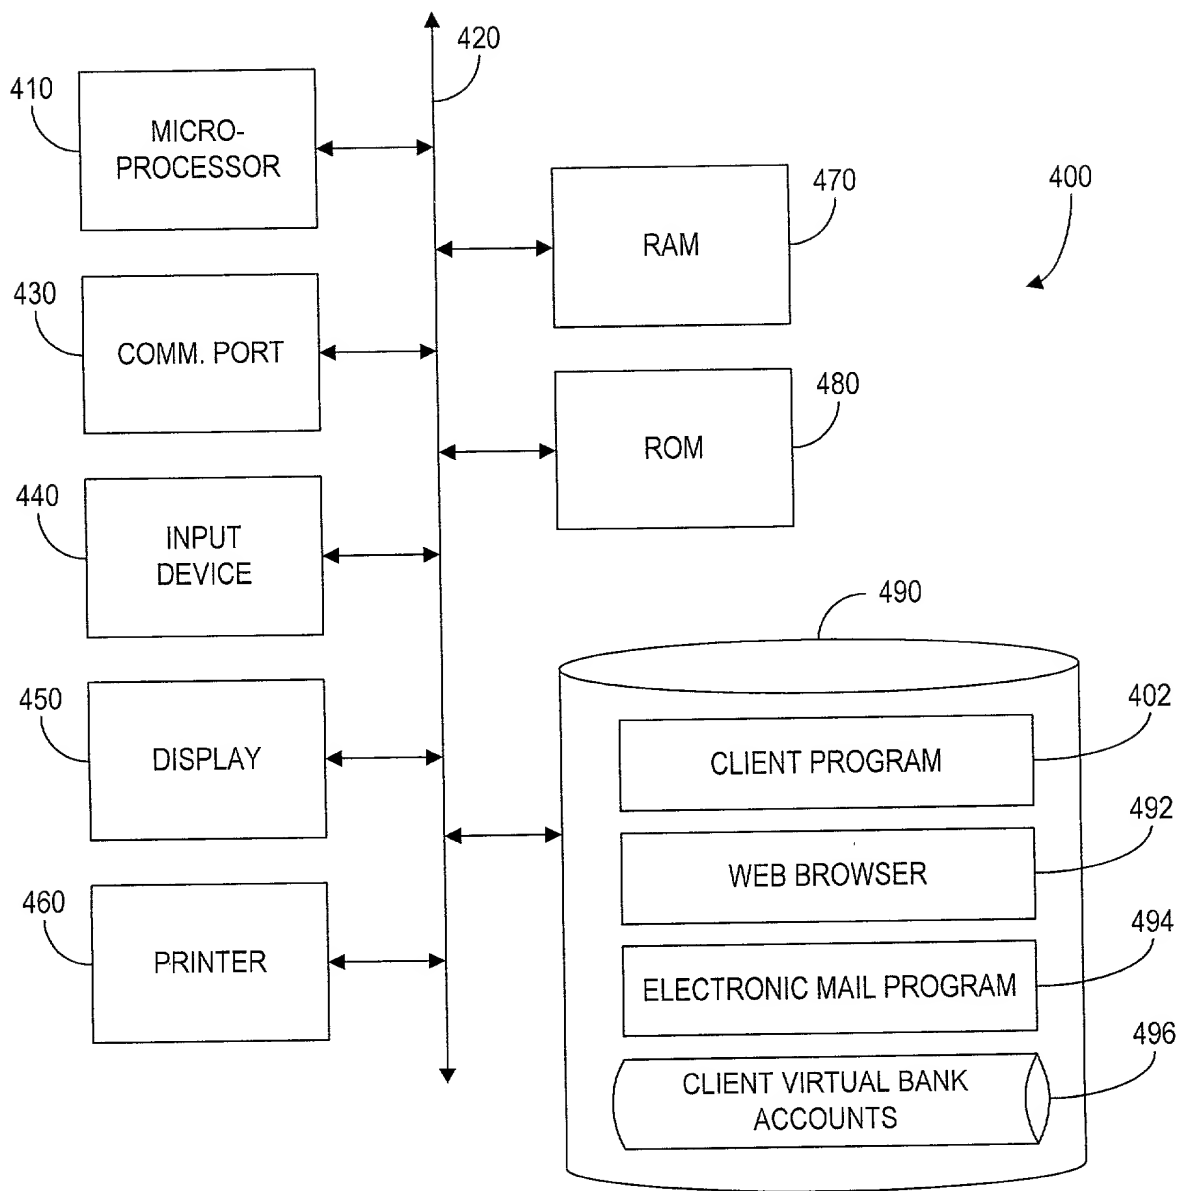 420
410
MICRO-
PROCESSOR
470
400
RAM
430
COMM. PORT
480
ROM
440
INPUT
DEVICE
490
450
DISPLAY
402
CLIENT PROGRAM
492
WEB BROWSER
460
PRINTER
494
ELECTRONIC MAIL PROGRAM
496
CLIENT VIRTUAL BANK
ACCOUNTS